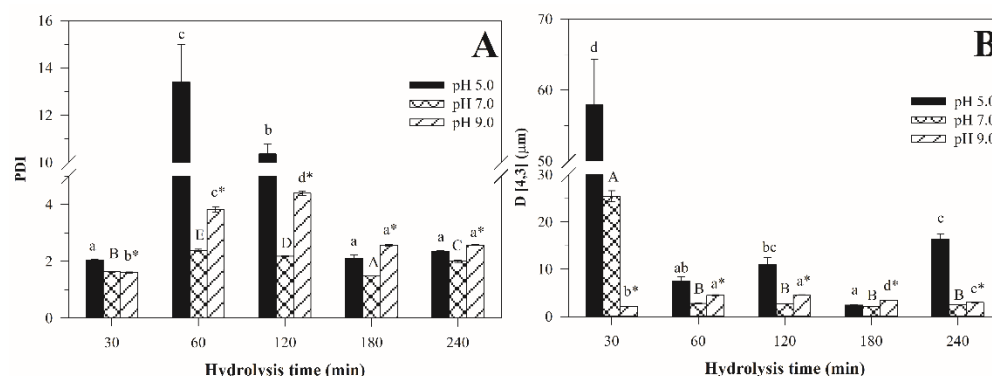 A
16
14
12
10
4
2
0
PDI
pH 5.0
pH 7.0
pH 9.0
a B b*
c E c*
b D d*
a A a*
a C a*
30 60 120 180 240
Hydrolysis time (min)
B
70
60
50
30
20
10
0
D [4,3] (μm)
pH 5.0
pH 7.0
pH 9.0
d A b*
ab B a*
bc B a*
a B d*
c B c*
30 60 120 180 240
Hydrolysis time (min)